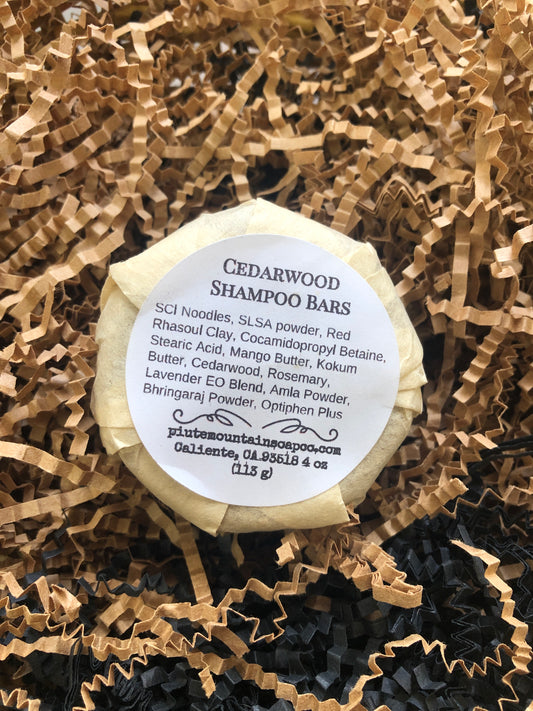 CEDARWOOD
SHAMPOO BARS
SCI Noodles, SLSA powder, Red
Rhasoul Clay, Cocamidopropyl Betaine,
Stearic Acid, Mango Butter, Kokum
Butter, Cedarwood, Rosemary,
Lavender EO Blend, Amla Powder,
Bhringaraj Powder, Optiphen Plus
piutemountainsoapco.com
Caliente, CA 93518 4 oz
(113 g)